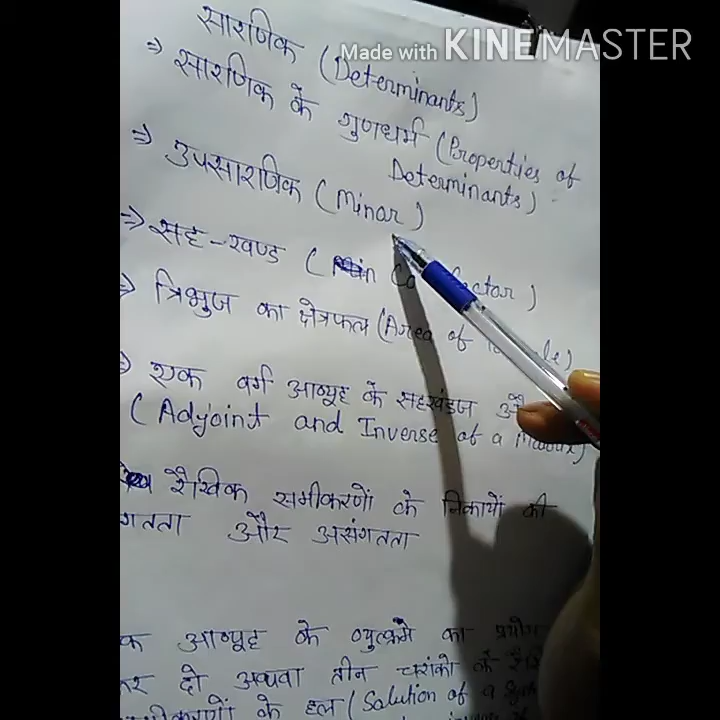 Made with KINEMASTER
सारणिक (Determinants)
⇒ सारणिक के गुणधर्म (Properties of
Determinants)
⇒ उपसारणिक (Minar)
⇒ सह-खण्ड (
⇒ त्रिभुज का क्षेत्रफल (Area of
⇒ एक वर्ग आव्यूह के सहखंडज
(Adjoint and Inverse of a
रैखिक समीकरणों के निकायों की
और असंगतता
आव्यूह के व्युत्क्रम का प्रयोग
दो अथवा तीन चरांको के
के हल (Solution of a